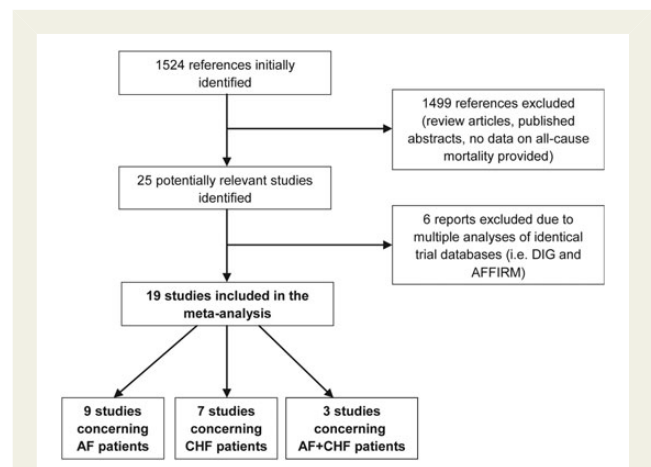 1524 references initially
identified
1499 references excluded
(review articles, published
abstracts, no data on all-cause
mortality provided)
25 potentially relevant studies
identified
6 reports excluded due to
multiple analyses of identical
trial databases (i.e. DIG and
AFFIRM)
19 studies included in the
meta-analysis
9 studies
concerning
AF patients
7 studies
concerning
CHF patients
3 studies
concerning
AF+CHF patients